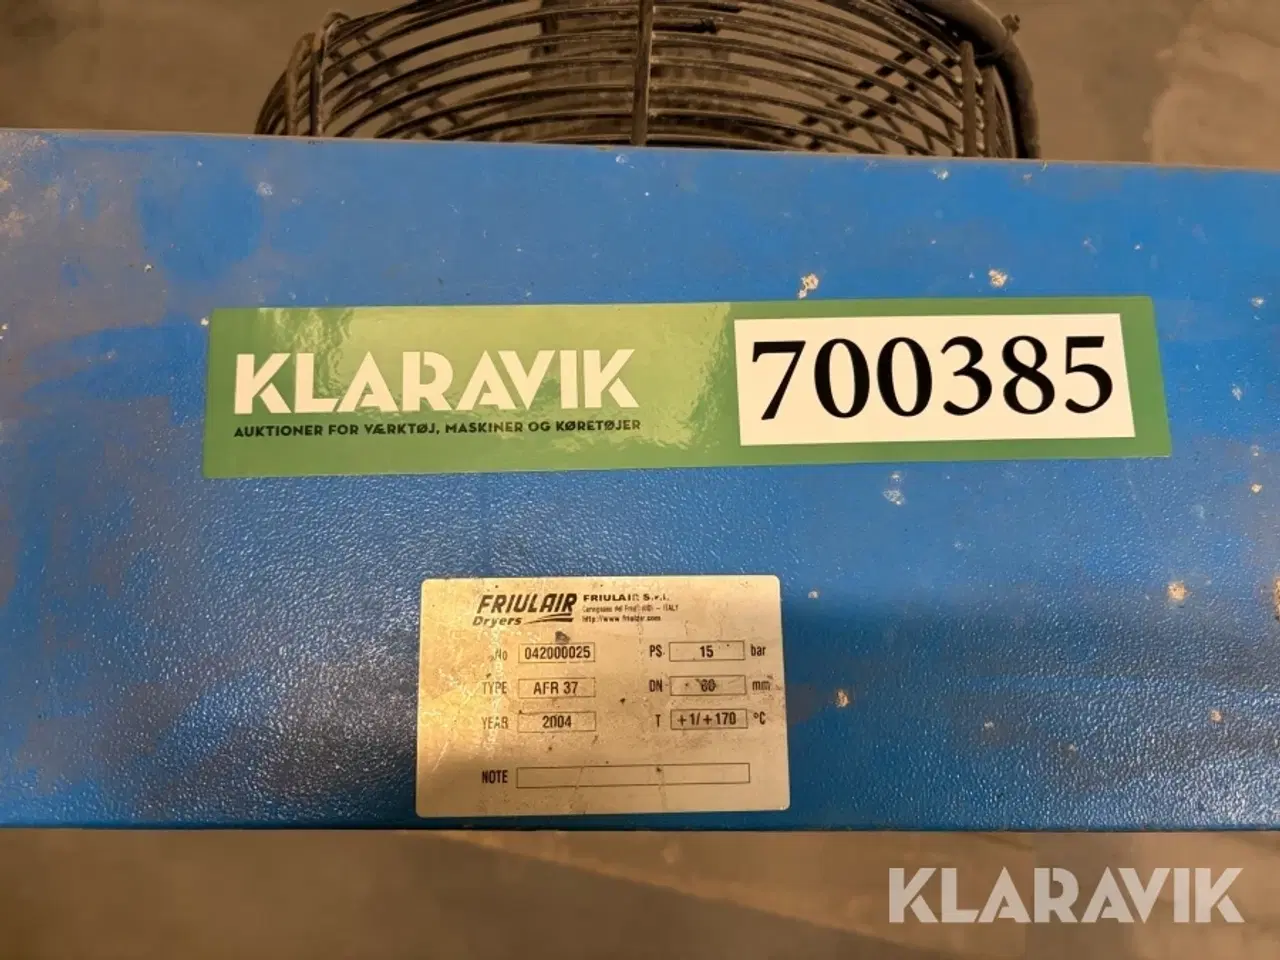 KLARAVIK
AUKTIONER FOR VÆRKTØJ, MASKINER OG KØRETØJER
700385
FRIULAIR
Dryers
FRIULAIR S.r.l.
ITALY
http://www.friulair.com
No 042000025
PS 15 bar
TYPE AFR 37
DN 60 mm
YEAR 2004
T +1/+170 °C
NOTE
KLARAVIK